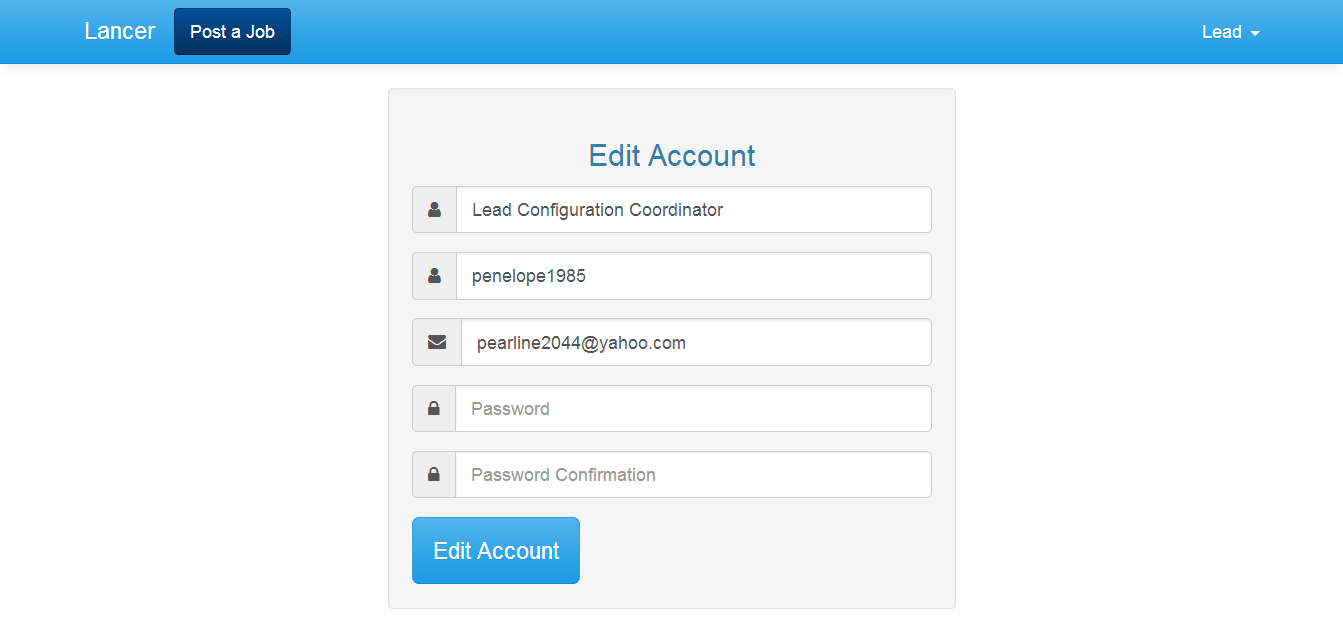 Lancer Post a Job Lead
Edit Account
Lead Configuration Coordinator
penelope1985
pearline2044@yahoo.com
Password
Password Confirmation
Edit Account